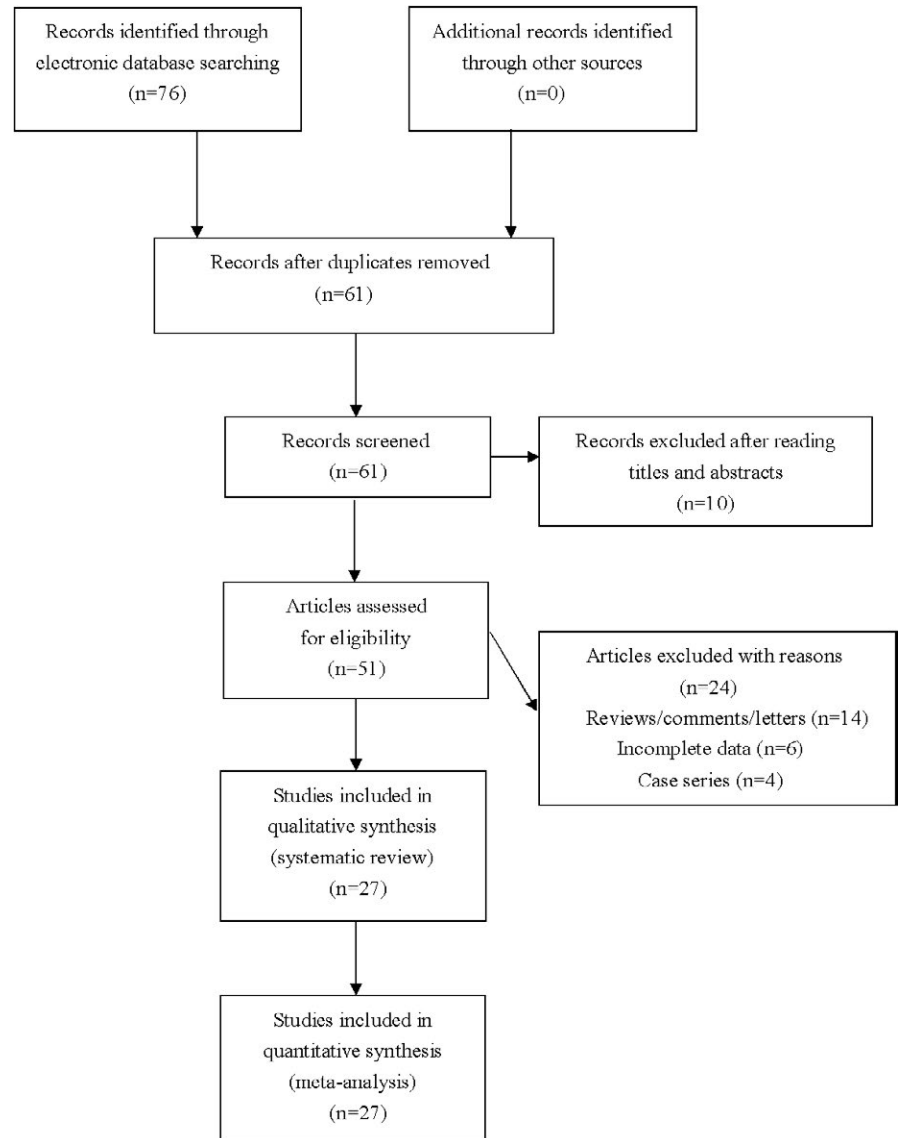 Records identified through
electronic database searching
(n=76)
Additional records identified
through other sources
(n=0)
Records after duplicates removed
(n=61)
Records screened
(n=61)
Records excluded after reading
titles and abstracts
(n=10)
Articles assessed
for eligibility
(n=51)
Articles excluded with reasons
(n=24)
Reviews/comments/letters (n=14)
Incomplete data (n=6)
Case series (n=4)
Studies included in
qualitative synthesis
(systematic review)
(n=27)
Studies included in
quantitative synthesis
(meta-analysis)
(n=27)